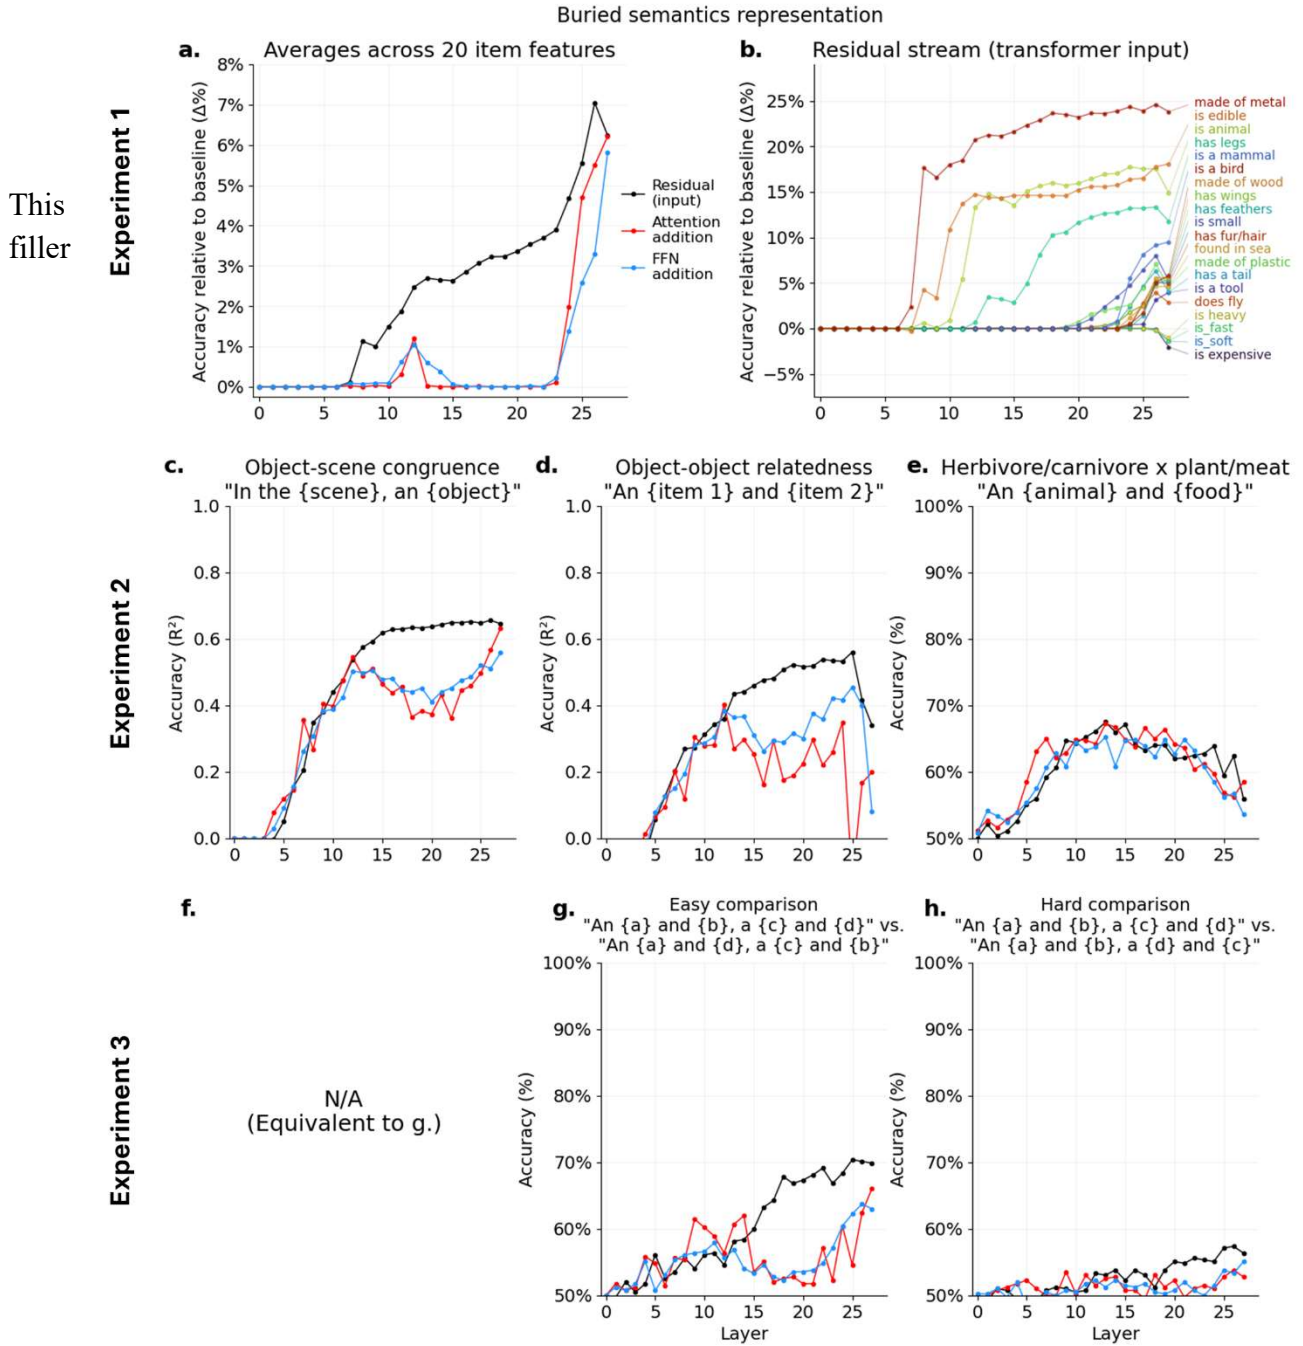 Buried semantics representation
This
filler
Experiment 1
a. Averages across 20 item features
Accuracy relative to baseline (Δ%)
8%
7%
6%
5%
4%
3%
2%
1%
0%
0 5 10 15 20 25
Residual
(input)
Attention
addition
FFN
addition
b. Residual stream (transformer input)
Accuracy relative to baseline (Δ%)
25%
20%
15%
10%
5%
0%
−5%
0 5 10 15 20 25
made of metal
is edible
is animal
has legs
is a mammal
is a bird
made of wood
has wings
has feathers
is small
has fur/hair
found in sea
made of plastic
has a tail
is a tool
does fly
is heavy
is_fast
is_soft
is expensive
Experiment 2
c. Object-scene congruence
"In the {scene}, an {object}"
Accuracy (R²)
1.0
0.8
0.6
0.4
0.2
0.0
0 5 10 15 20 25
d. Object-object relatedness
"An {item 1} and {item 2}"
Accuracy (R²)
1.0
0.8
0.6
0.4
0.2
0.0
0 5 10 15 20 25
e. Herbivore/carnivore x plant/meat
"An {animal} and {food}"
Accuracy (%)
100%
90%
80%
70%
60%
50%
0 5 10 15 20 25
Experiment 3
f.
N/A
(Equivalent to g.)
g. Easy comparison
"An {a} and {b}, a {c} and {d}" vs.
"An {a} and {d}, a {c} and {b}"
Accuracy (%)
100%
90%
80%
70%
60%
50%
0 5 10 15 20 25
Layer
h. Hard comparison
"An {a} and {b}, a {c} and {d}" vs.
"An {a} and {b}, a {d} and {c}"
Accuracy (%)
100%
90%
80%
70%
60%
50%
0 5 10 15 20 25
Layer